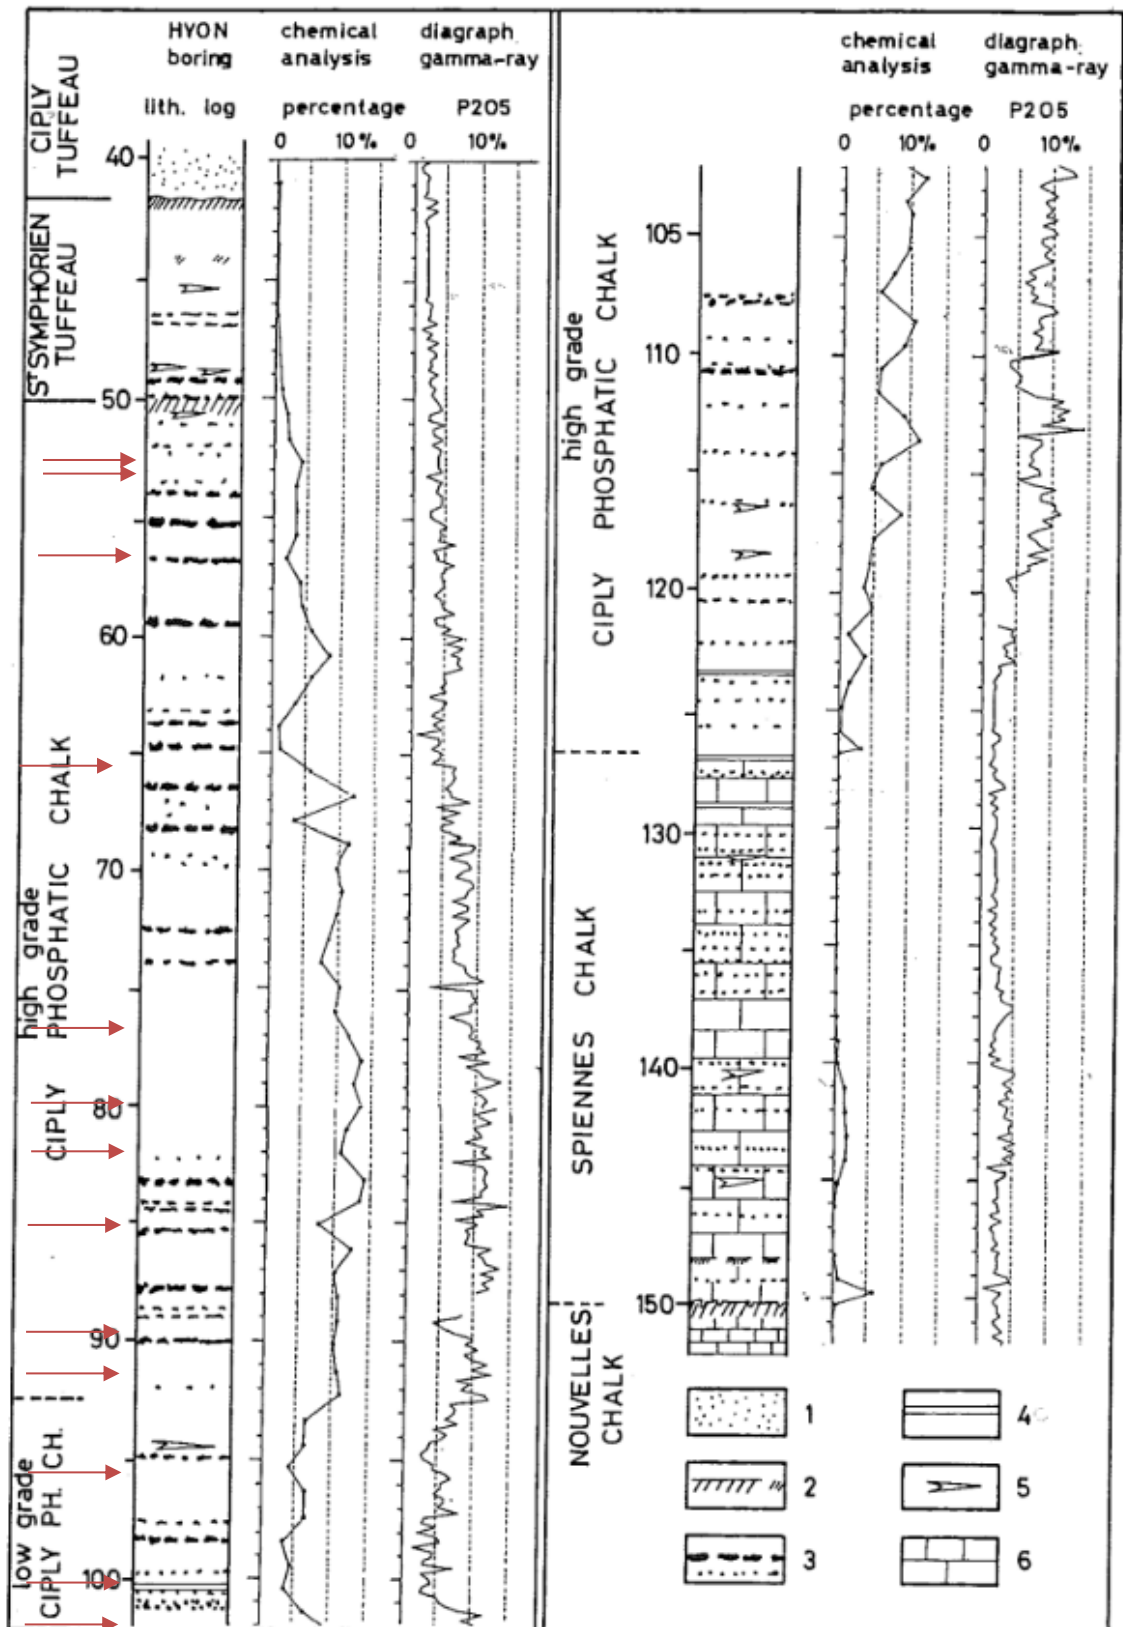 HYON
boring
lith. log
chemical
analysis
percentage
0 10%
diagraph
gamma-ray
P2O5
0 10%
CIPLY
TUFFEAU
St SYMPHORIEN
TUFFEAU
high grade
CIPLY PHOSPHATIC CHALK
low grade
CIPLY PH. CH.
40
50
60
70
80
90
100
chemical
analysis
percentage
0 10%
diagraph
gamma-ray
P2O5
0 10%
high grade
CIPLY PHOSPHATIC CHALK
SPIENNES CHALK
NOUVELLES
CHALK
105
110
115
120
130
135
140
145
150
1
2
3
4
5
6